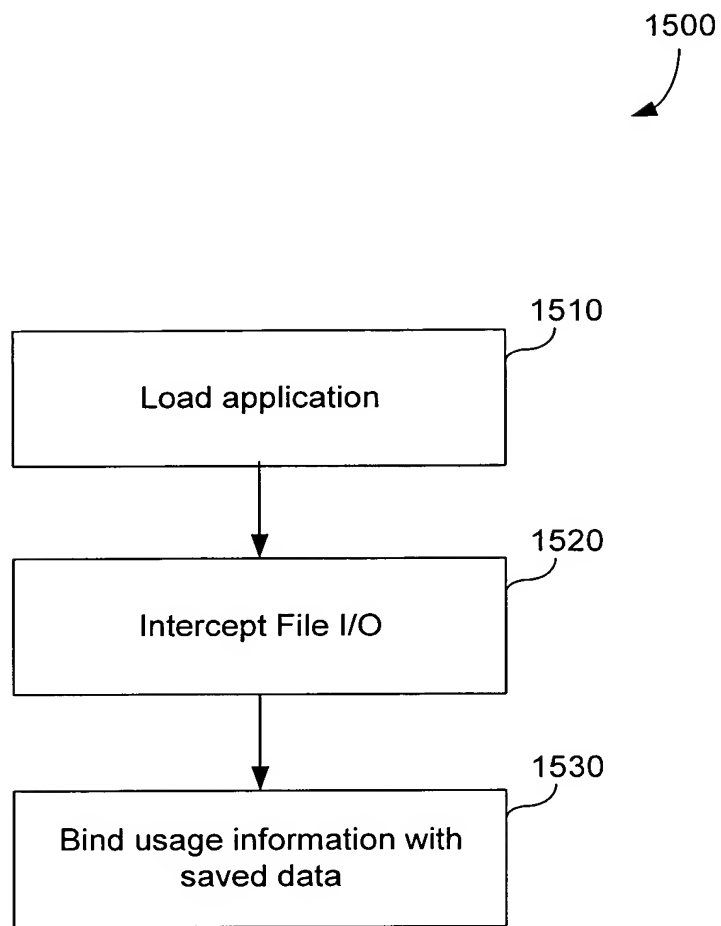 1500
1510
Load application
1520
Intercept File I/O
1530
Bind usage information with
saved data